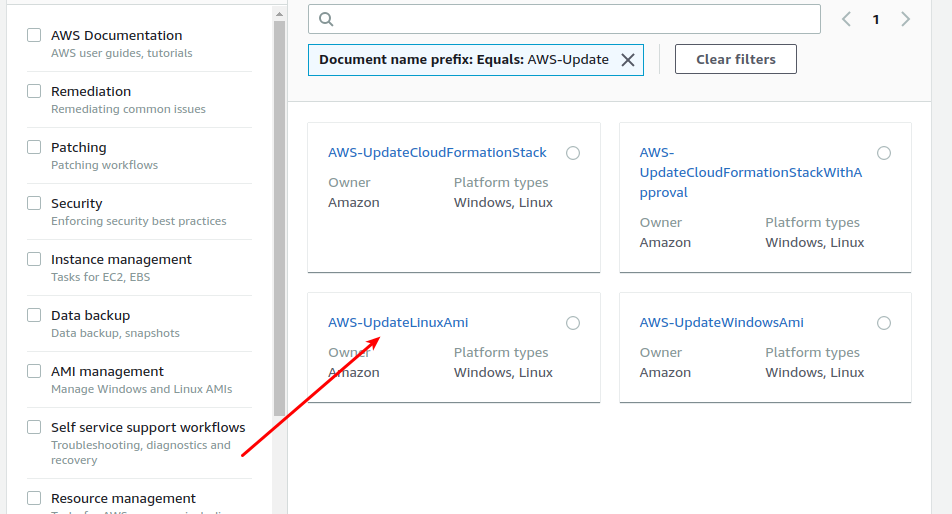 AWS Documentation
AWS user guides, tutorials
Remediation
Remediating common issues
Patching
Patching workflows
Security
Enforcing security best practices
Instance management
Tasks for EC2, EBS
Data backup
Data backup, snapshots
AMI management
Manage Windows and Linux AMIs
Self service support workflows
Troubleshooting, diagnostics and
recovery
Resource management
1
Document name prefix: Equals: AWS-Update
Clear filters
AWS-UpdateCloudFormationStack
Owner
Amazon
Platform types
Windows, Linux
AWS-
UpdateCloudFormationStackWithA
pproval
Owner
Amazon
Platform types
Windows, Linux
AWS-UpdateLinuxAmi
Owner
Amazon
Platform types
Windows, Linux
AWS-UpdateWindowsAmi
Owner
Amazon
Platform types
Windows, Linux